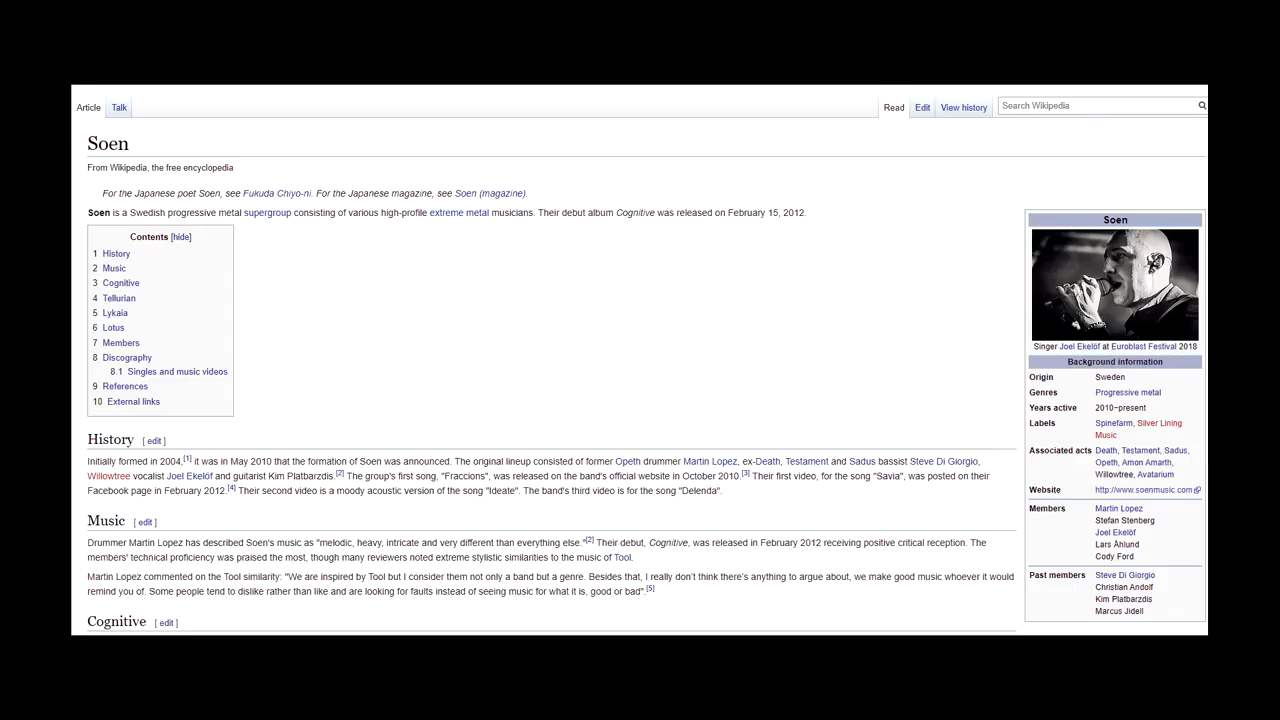 Article Talk Read Edit View history Search Wikipedia
Soen
From Wikipedia, the free encyclopedia
For the Japanese poet Soen, see Fukuda Chiyo-ni. For the Japanese magazine, see Soen (magazine).
Soen is a Swedish progressive metal supergroup consisting of various high-profile extreme metal musicians. Their debut album Cognitive was released on February 15, 2012.
Contents [hide]
1 History
2 Music
3 Cognitive
4 Tellurian
5 Lykaia
6 Lotus
7 Members
8 Discography
8.1 Singles and music videos
9 References
10 External links
History [ edit ]
Initially formed in 2004,[1] it was in May 2010 that the formation of Soen was announced. The original lineup consisted of former Opeth drummer Martin Lopez, ex-Death, Testament and Sadus bassist Steve Di Giorgio,
Willowtree vocalist Joel Ekelöf and guitarist Kim Platbarzdis.[2] The group's first song, "Fraccions", was released on the band's official website in October 2010.[3] Their first video, for the song "Savia", was posted on their
Facebook page in February 2012.[4] Their second video is a moody acoustic version of the song "Ideate". The band's third video is for the song "Delenda".
Music [ edit ]
Drummer Martin Lopez has described Soen's music as "melodic, heavy, intricate and very different than everything else."[2] Their debut, Cognitive, was released in February 2012 receiving positive critical reception. The
members' technical proficiency was praised the most, though many reviewers noted extreme stylistic similarities to the music of Tool.
Martin Lopez commented on the Tool similarity: "We are inspired by Tool but I consider them not only a band but a genre. Besides that, I really don't think there's anything to argue about, we make good music whoever it would
remind you of. Some people tend to dislike rather than like and are looking for faults instead of seeing music for what it is, good or bad".[5]
Cognitive [ edit ]
Soen
Singer Joel Ekelöf at Euroblast Festival 2018
Background information
Origin Sweden
Genres Progressive metal
Years active 2010–present
Labels Spinefarm, Silver Lining
Music
Associated acts Death, Testament, Sadus,
Opeth, Amon Amarth,
Willowtree, Avatarium
Website http://www.soenmusic.com
Members Martin Lopez
Stefan Stenberg
Joel Ekelöf
Lars Åhlund
Cody Ford
Past members Steve Di Giorgio
Christian Andolf
Kim Platbarzdis
Marcus Jidell